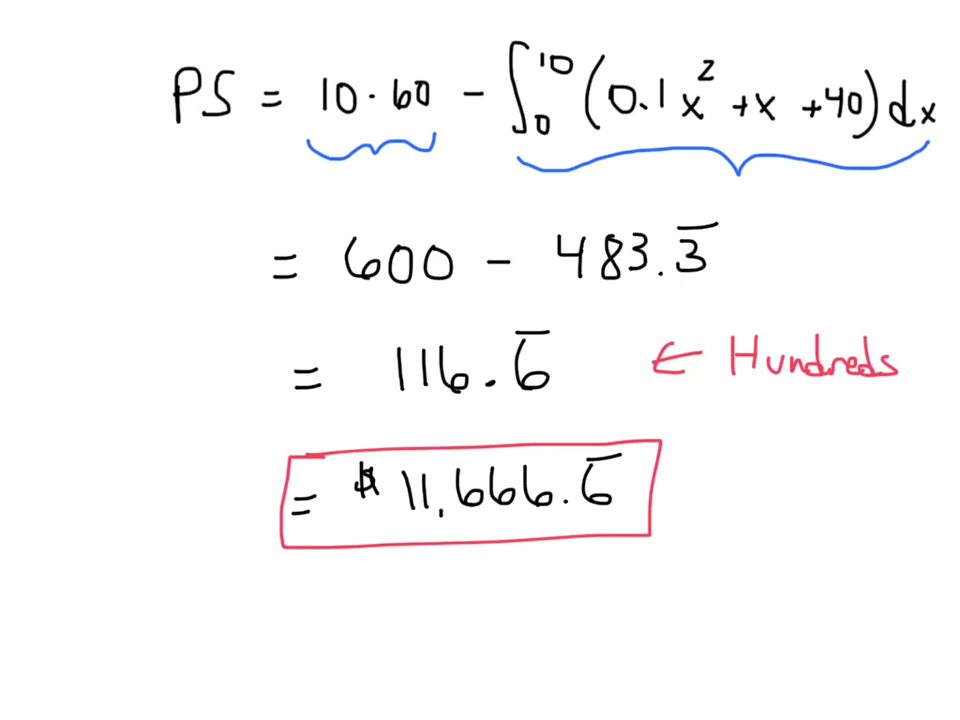 PS = 10 · 60 - ∫₀¹⁰ (0.1x² + x + 40) dx
= 600 - 483.3̅
= 116.6̅ ← Hundreds
= $ 11,666.6̅